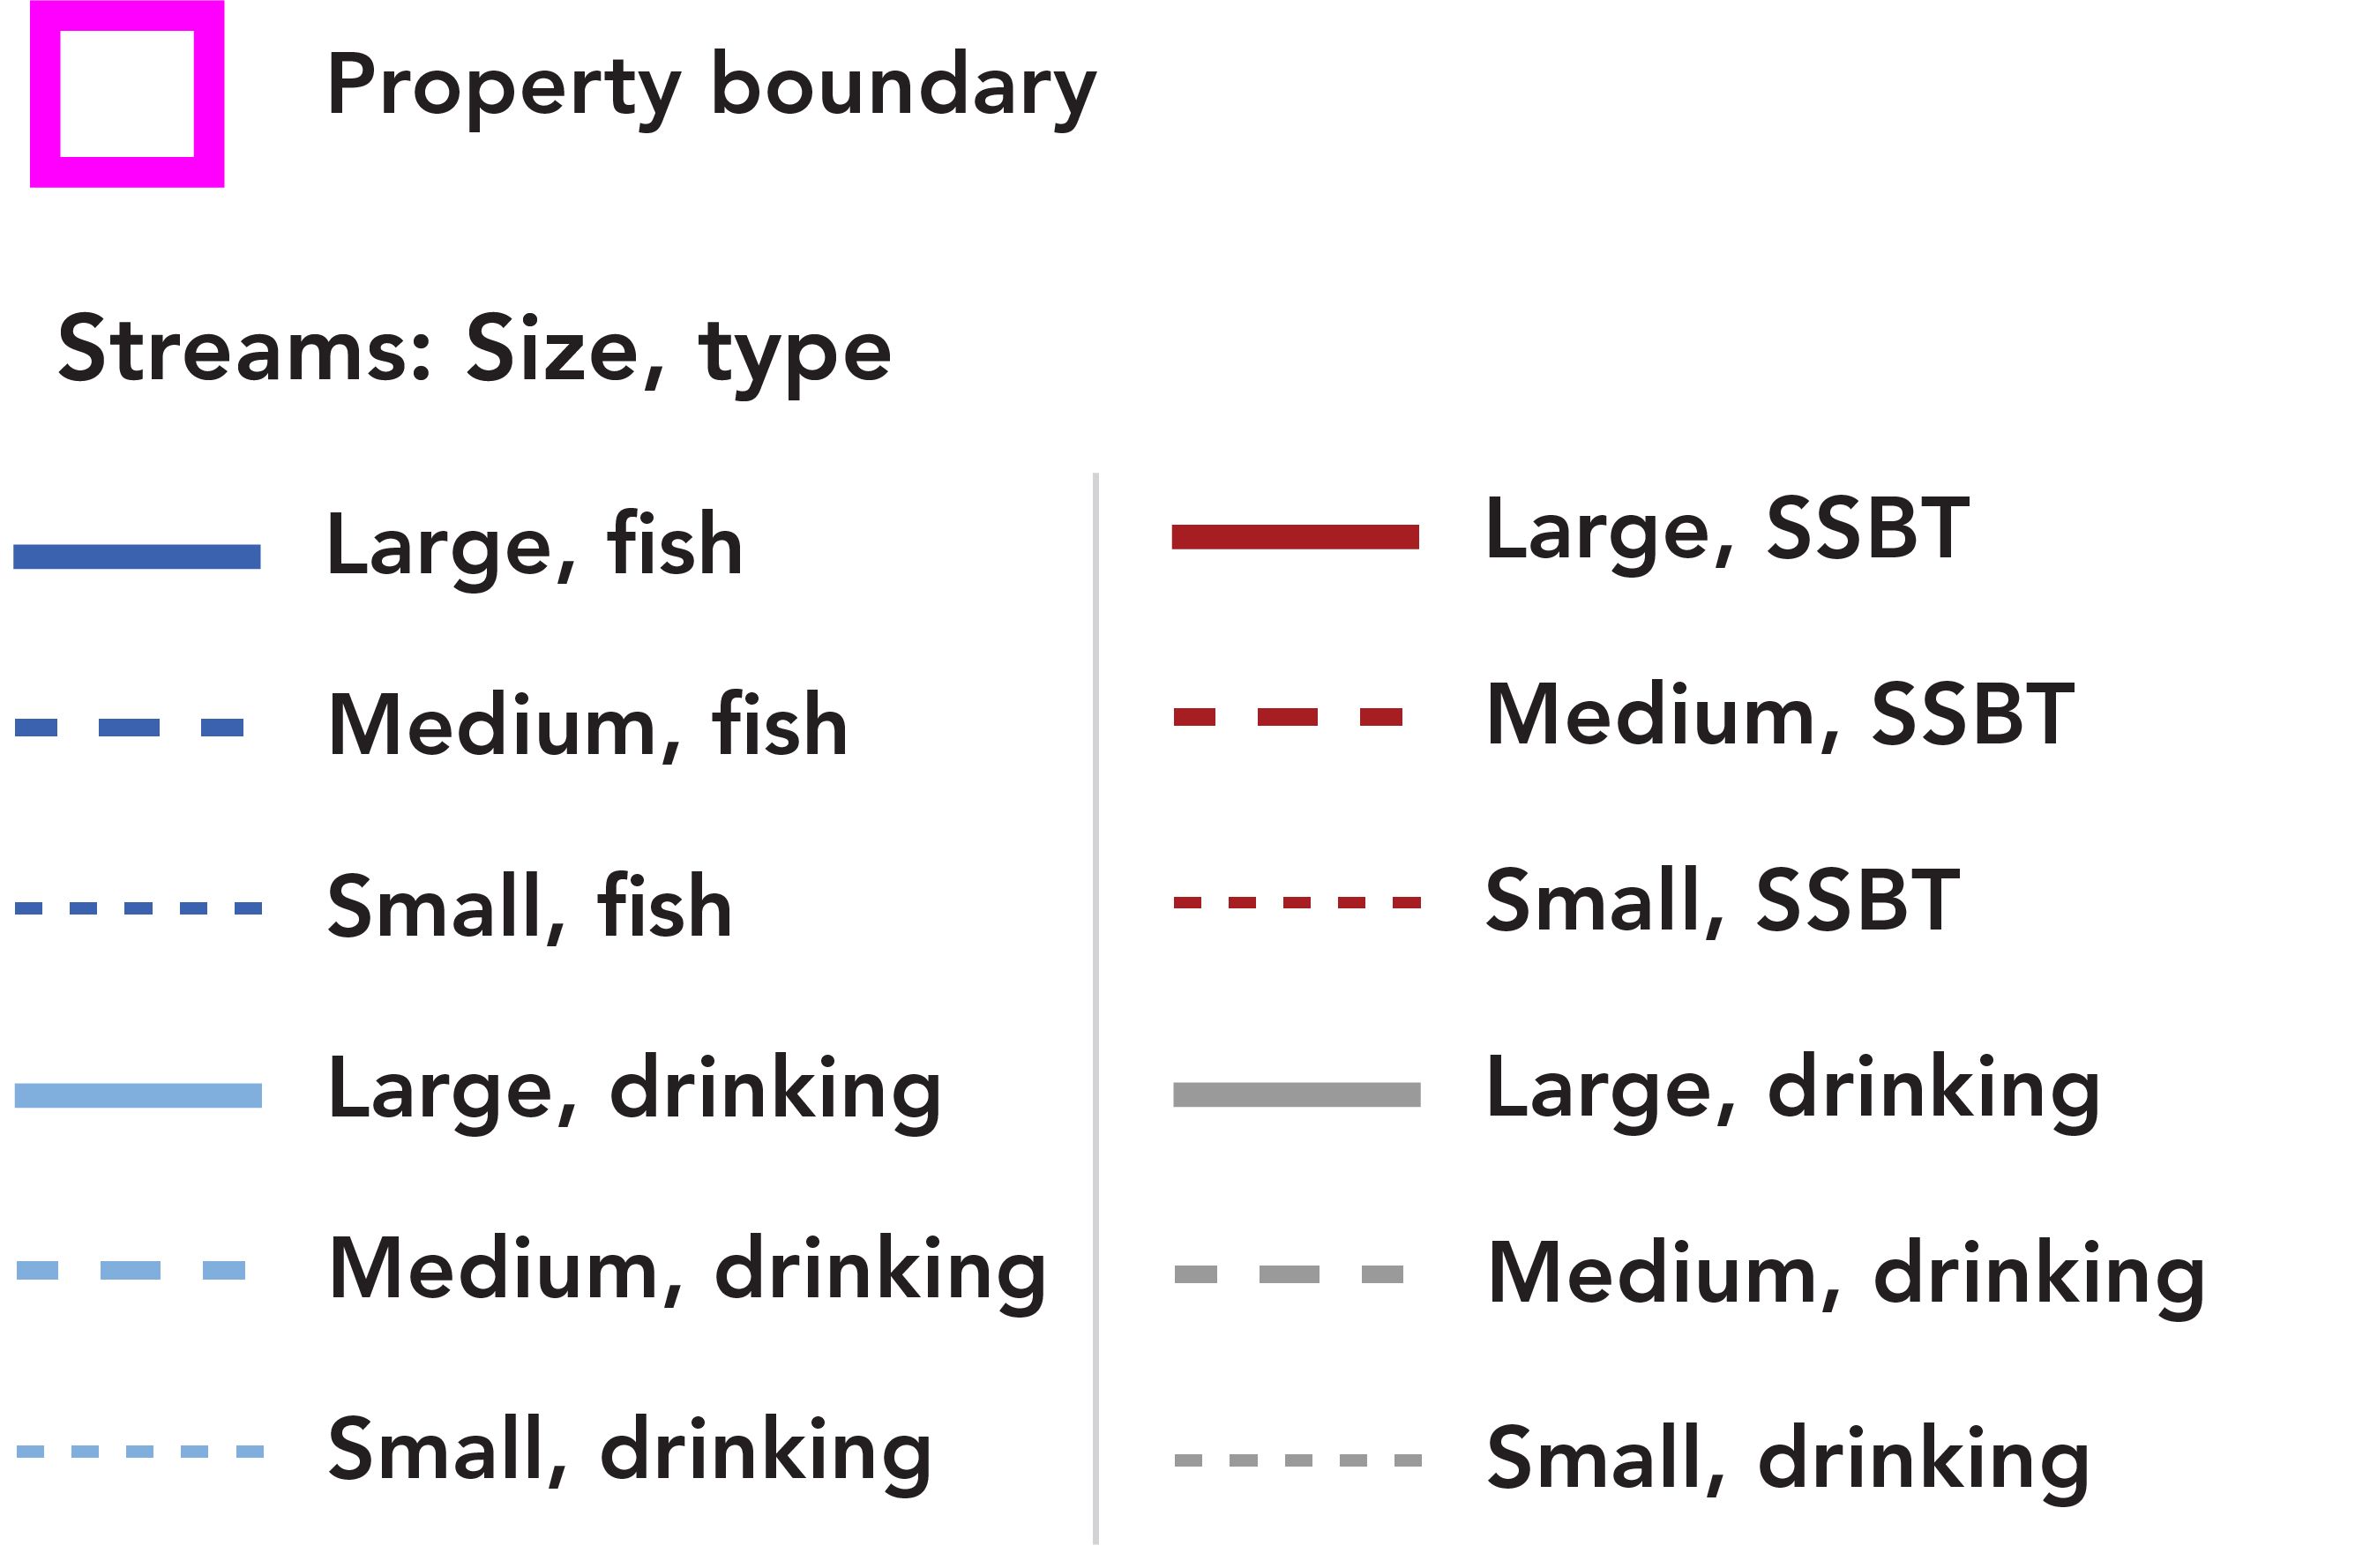 Property boundary
Streams: Size, type
Large, fish
Medium, fish
Small, fish
Large, drinking
Medium, drinking
Small, drinking
Large, SSBT
Medium, SSBT
Small, SSBT
Large, drinking
Medium, drinking
Small, drinking